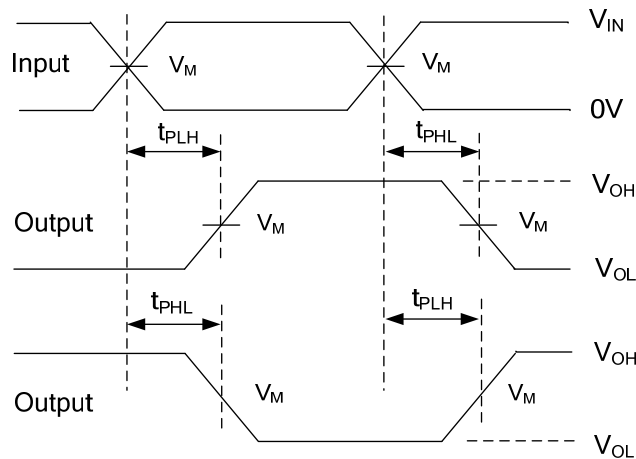 V_IN
Input V_M V_M
0V
t_PLH t_PHL
V_OH
Output V_M V_M
V_OL
t_PHL t_PLH
V_OH
Output V_M V_M
V_OL